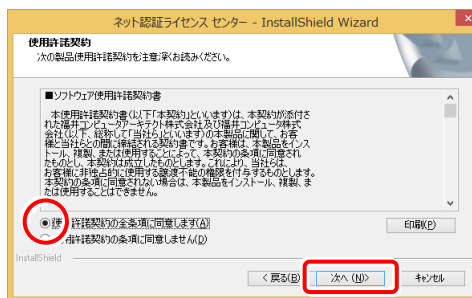 ネット認証ライセンス センター - InstallShield Wizard
使用許諾契約
次の製品使用許諾契約を注意深くお読みください。
■ソフトウェア使用許諾契約書
本使用許諾契約書(以下「本契約」といいます)は、本契約が添付さ
れた福井コンピュータアーキテクト株式会社及び福井コンピュータ株式
会社(以下、総称して「当社ら」といいます)の本製品に関して、お客
様と当社らとの間に締結される契約書です。お客様は、本製品をインス
トール、複製、または使用することによって、本契約の条項に同意され
たものとし、本契約は成立したものとします。これにより、当社らは、
お客様に非独占的に使用する譲渡不能の権限を付与するものとします。
本契約の条項に同意されない場合は、本製品をインストール、複製、ま
たは使用することはできません。
使用許諾契約の全条項に同意します(A)
用許諾契約の条項に同意しません(D)
印刷(P)
InstallShield
< 戻る(B)
次へ (N)>
キャンセル